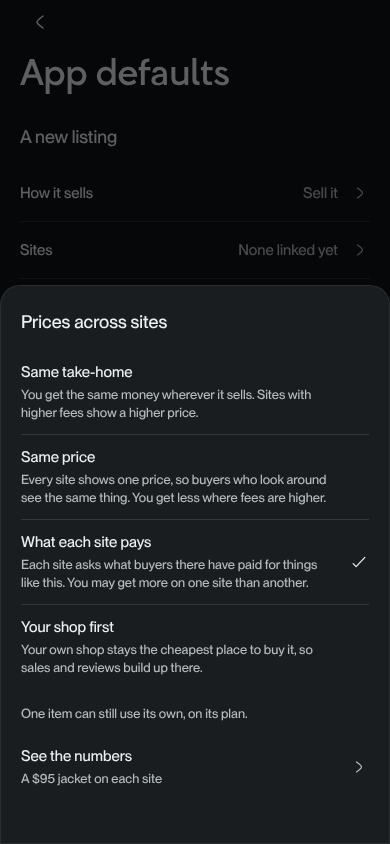 App defaults
A new listing
How it sells
Sell it
Sites
None linked yet
Prices across sites
Same take-home
You get the same money wherever it sells. Sites with
higher fees show a higher price.
Same price
Every site shows one price, so buyers who look around
see the same thing. You get less where fees are higher.
What each site pays
Each site asks what buyers there have paid for things
like this. You may get more on one site than another.
Your shop first
Your own shop stays the cheapest place to buy it, so
sales and reviews build up there.
One item can still use its own, on its plan.
See the numbers
A $95 jacket on each site